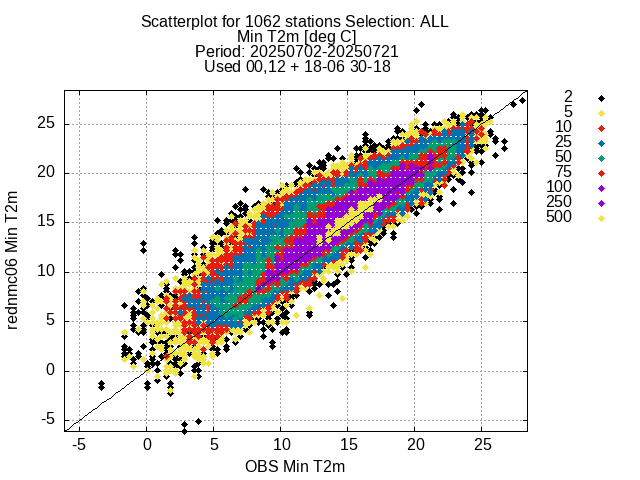 Scatterplot for 1062 stations Selection: ALL
Min T2m [deg C]
Period: 20250702-20250721
Used 00,12 + 18-06 30-18
2
5
10
25
50
75
100
250
500
25
20
15
10
5
0
-5
rednmc06 Min T2m
-5 0 5 10 15 20 25
OBS Min T2m